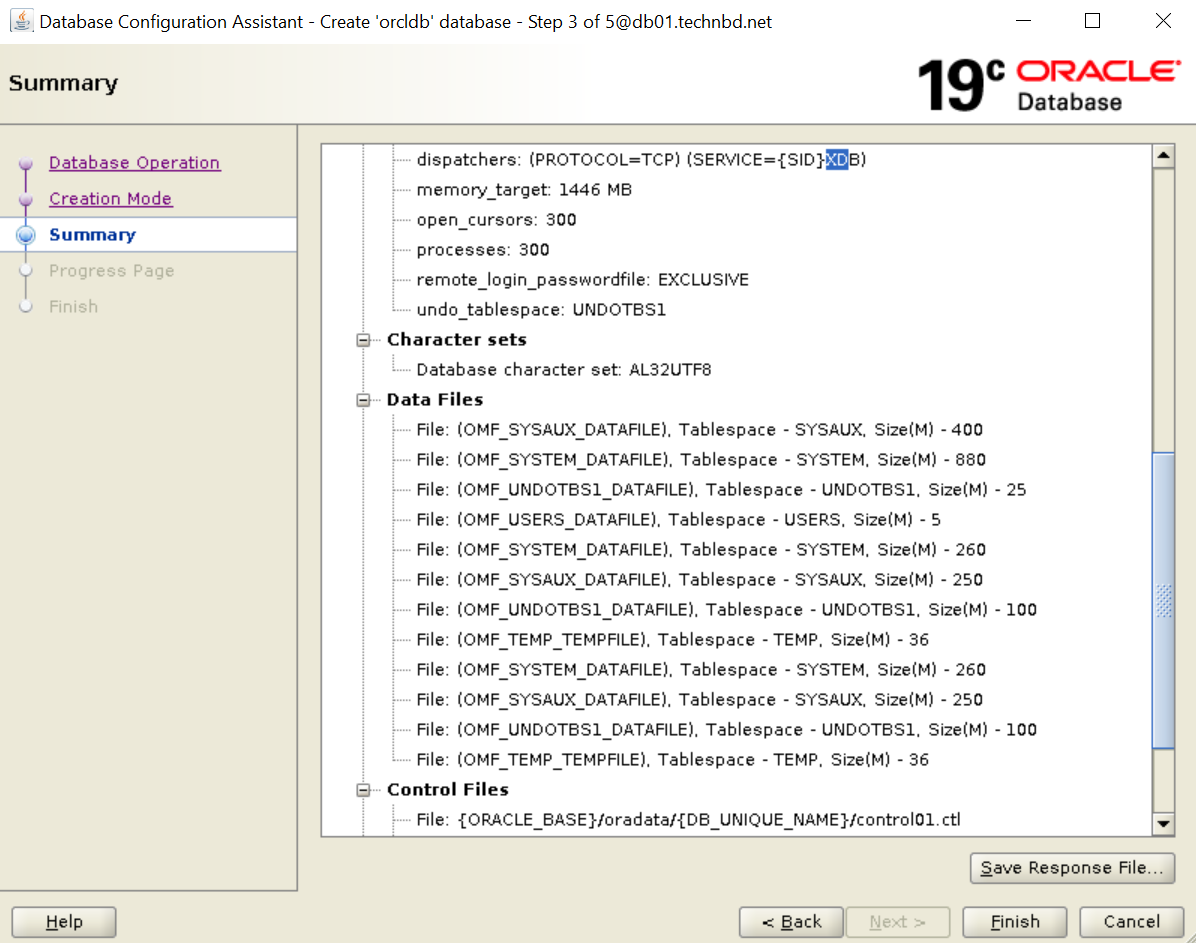 Database Configuration Assistant - Create 'orcldb' database - Step 3 of 5@db01.technbd.net
Summary
19c ORACLE
Database
Database Operation
Creation Mode
Summary
Progress Page
Finish
dispatchers: (PROTOCOL=TCP) (SERVICE={SID}XDB)
memory_target: 1446 MB
open_cursors: 300
processes: 300
remote_login_passwordfile: EXCLUSIVE
undo_tablespace: UNDOTBS1
Character sets
Database character set: AL32UTF8
Data Files
File: (OMF_SYSAUX_DATAFILE), Tablespace - SYSAUX, Size(M) - 400
File: (OMF_SYSTEM_DATAFILE), Tablespace - SYSTEM, Size(M) - 880
File: (OMF_UNDOTBS1_DATAFILE), Tablespace - UNDOTBS1, Size(M) - 25
File: (OMF_USERS_DATAFILE), Tablespace - USERS, Size(M) - 5
File: (OMF_SYSTEM_DATAFILE), Tablespace - SYSTEM, Size(M) - 260
File: (OMF_SYSAUX_DATAFILE), Tablespace - SYSAUX, Size(M) - 250
File: (OMF_UNDOTBS1_DATAFILE), Tablespace - UNDOTBS1, Size(M) - 100
File: (OMF_TEMP_TEMPFILE), Tablespace - TEMP, Size(M) - 36
File: (OMF_SYSTEM_DATAFILE), Tablespace - SYSTEM, Size(M) - 260
File: (OMF_SYSAUX_DATAFILE), Tablespace - SYSAUX, Size(M) - 250
File: (OMF_UNDOTBS1_DATAFILE), Tablespace - UNDOTBS1, Size(M) - 100
File: (OMF_TEMP_TEMPFILE), Tablespace - TEMP, Size(M) - 36
Control Files
File: {ORACLE_BASE}/oradata/{DB_UNIQUE_NAME}/control01.ctl
Save Response File...
Help
< Back
Next >
Finish
Cancel